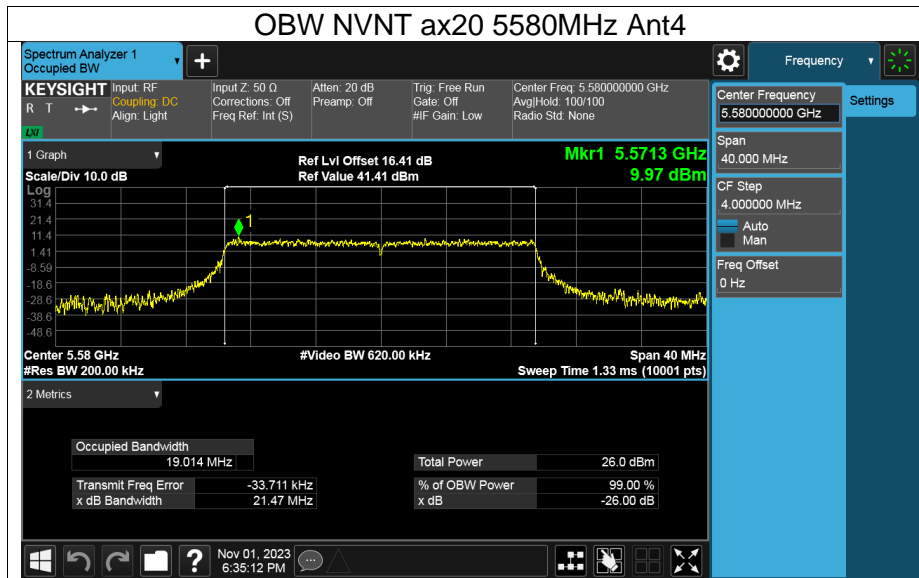 OBW NVNT ax20 5580MHz Ant4
Spectrum Analyzer 1
Occupied BW
+
Frequency
KEYSIGHT
R T
LXI
Input: RF
Coupling: DC
Align: Light
Input Z: 50 Ω
Corrections: Off
Freq Ref: Int (S)
Atten: 20 dB
Preamp: Off
Trig: Free Run
Gate: Off
#IF Gain: Low
Center Freq: 5.580000000 GHz
Avg|Hold: 100/100
Radio Std: None
Center Frequency
5.580000000 GHz
Settings
Span
40.000 MHz
CF Step
4.000000 MHz
Auto
Man
Freq Offset
0 Hz
1 Graph
Scale/Div 10.0 dB
Ref Lvl Offset 16.41 dB
Ref Value 41.41 dBm
Mkr1 5.5713 GHz
9.97 dBm
Log
31.4
21.4
11.4
1.41
-8.59
-18.6
-28.6
-38.6
-48.6
1
Center 5.58 GHz
#Res BW 200.00 kHz
#Video BW 620.00 kHz
Span 40 MHz
Sweep Time 1.33 ms (10001 pts)
2 Metrics
Occupied Bandwidth
19.014 MHz
Total Power 26.0 dBm
Transmit Freq Error -33.711 kHz
% of OBW Power 99.00 %
x dB Bandwidth 21.47 MHz
x dB -26.00 dB
?
Nov 01, 2023
6:35:12 PM